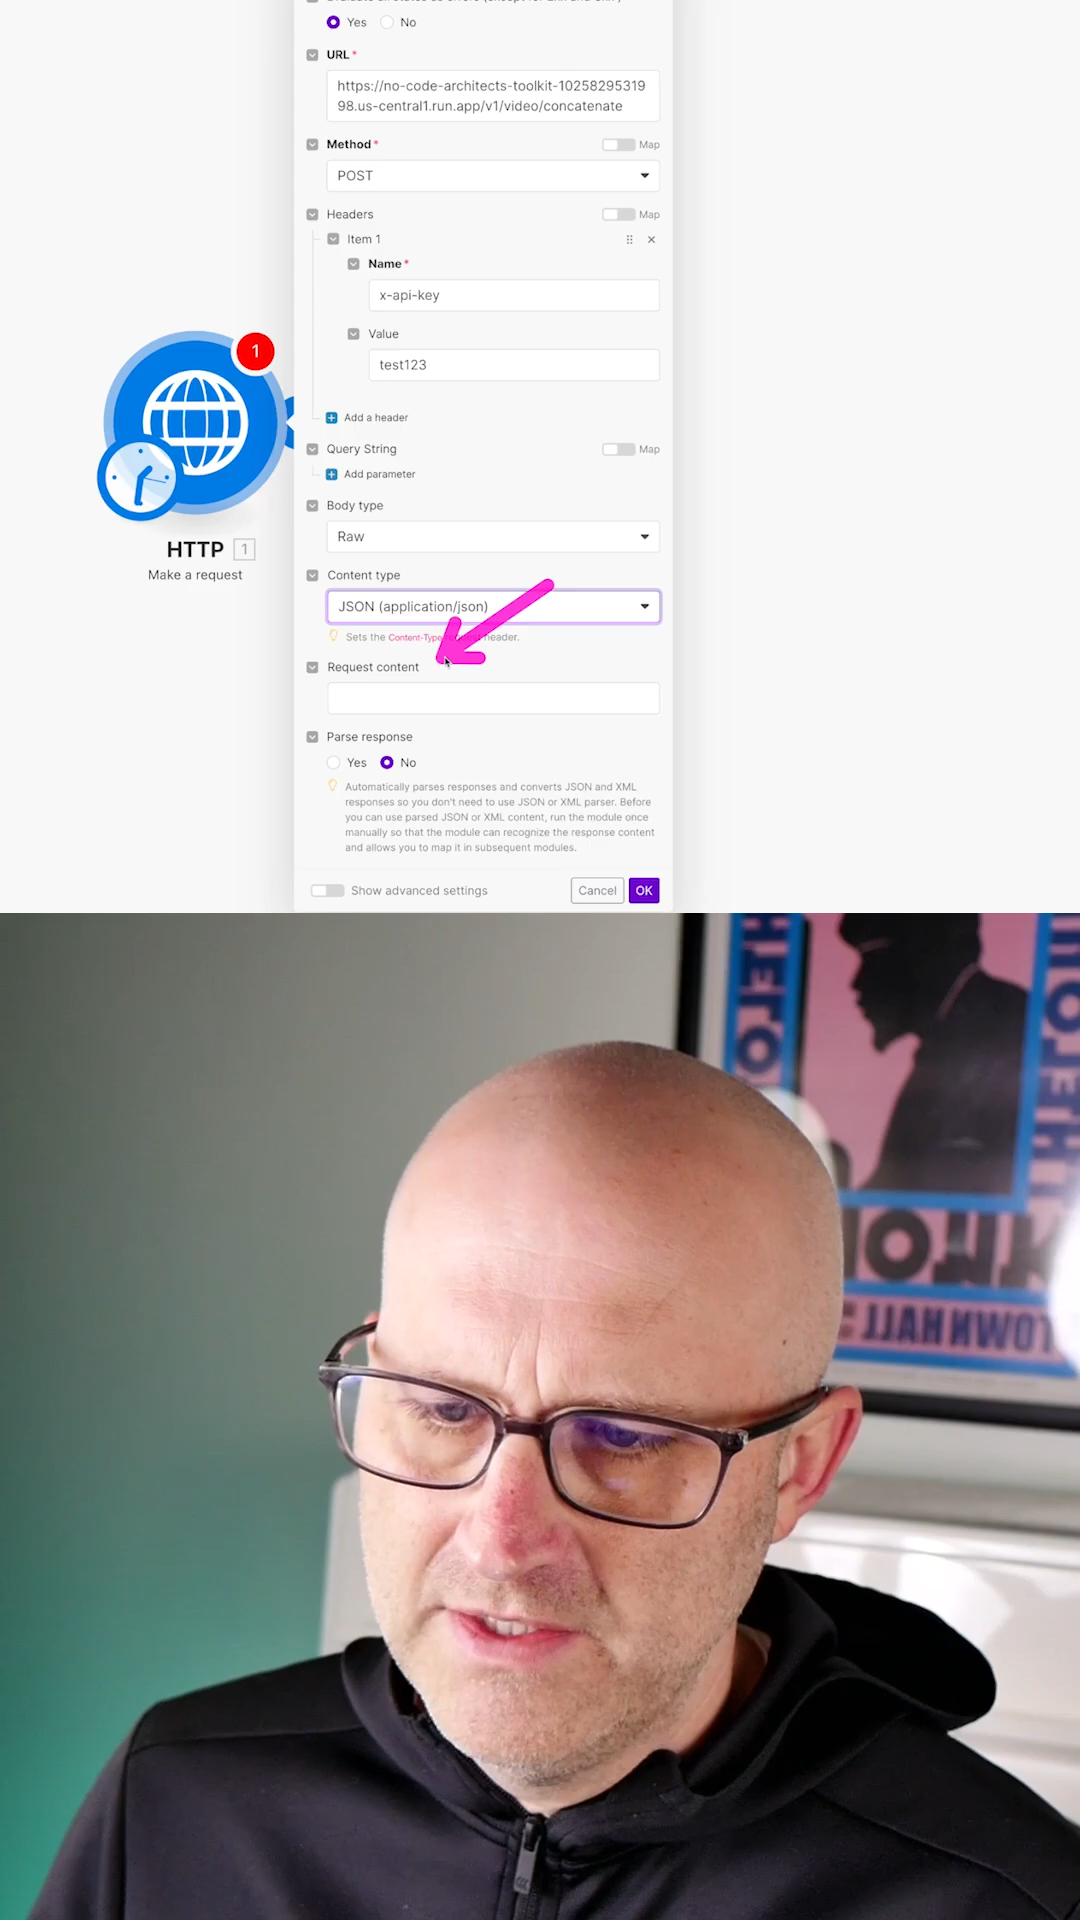 Yes No
URL *
https://no-code-architects-toolkit-10258295319
98.us-central1.run.app/v1/video/concatenate
Method * Map
POST
Headers Map
Item 1
Name *
x-api-key
Value
test123
Add a header
Query String Map
Add parameter
Body type
Raw
Content type
JSON (application/json)
Sets the Content-Type header.
Request content
Parse response
Yes No
Automatically parses responses and converts JSON and XML
responses so you don't need to use JSON or XML parser. Before
you can use parsed JSON or XML content, run the module once
manually so that the module can recognize the response content
and allows you to map it in subsequent modules.
Show advanced settings Cancel OK
1
HTTP 1
Make a request
TOWN HALL